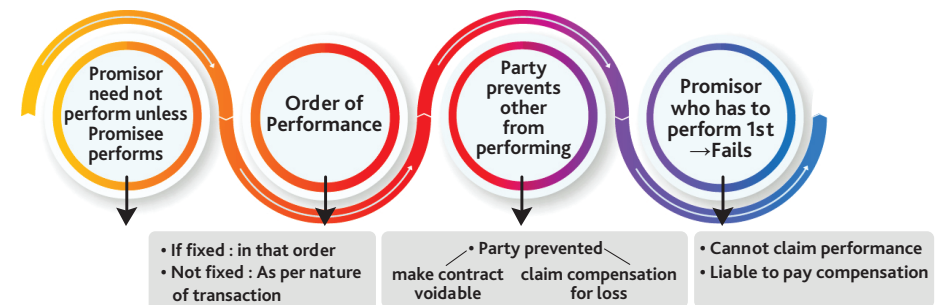 Promisor
need not
perform unless
Promisee
performs
Order of
Performance
Party
prevents
other
from
performing
Promisor
who has to
perform 1st
→Fails
• If fixed : in that order
• Not fixed : As per nature
of transaction
• Party prevented
make contract
voidable
claim compensation
for loss
• Cannot claim performance
• Liable to pay compensation